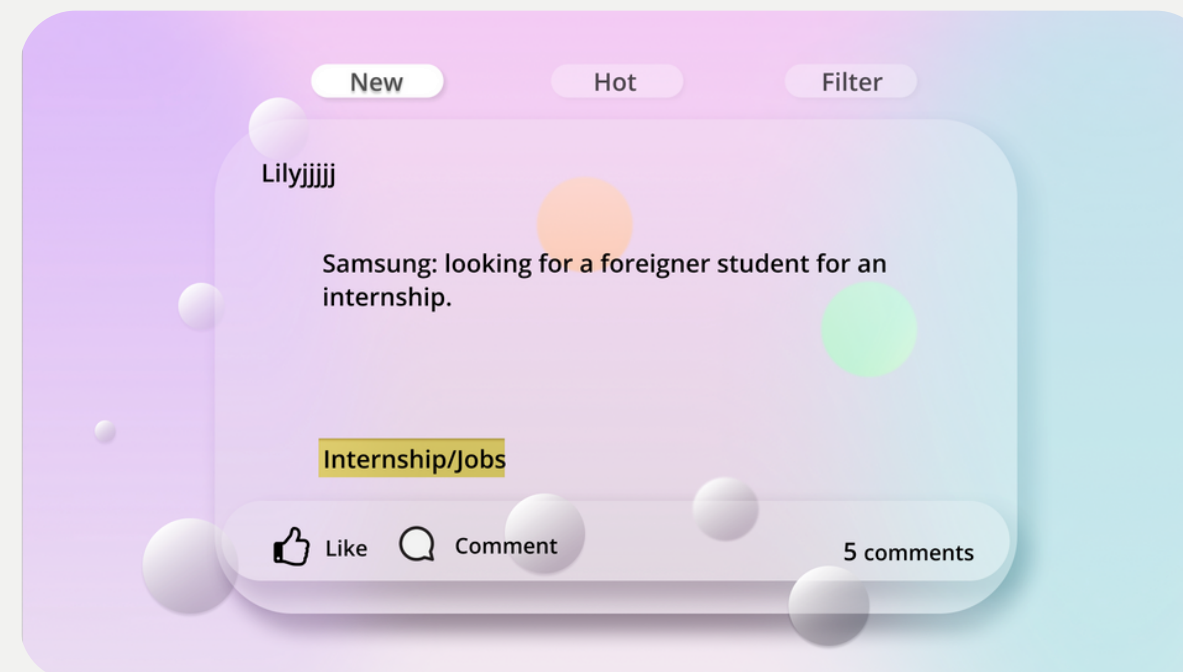 New
Hot
Filter
Lilyjjjjj
Samsung: looking for a foreigner student for an
internship.
Internship/Jobs
Like
Comment
5 comments